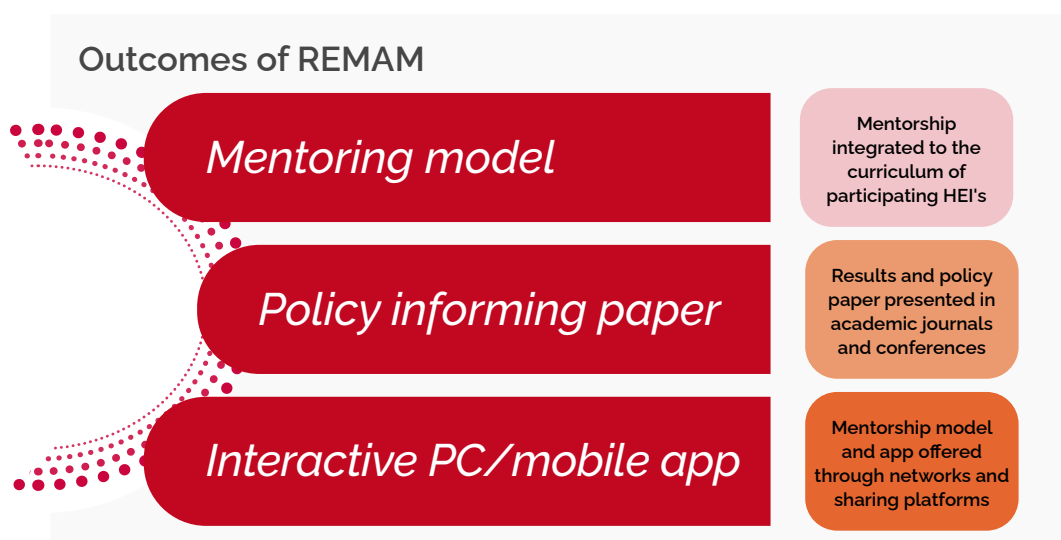 Outcomes of REMAM
Mentoring model
Mentorship
integrated to the
curriculum of
participating HEI's
Policy informing paper
Results and policy
paper presented in
academic journals
and conferences
Interactive PC/mobile app
Mentorship model
and app offered
through networks and
sharing platforms